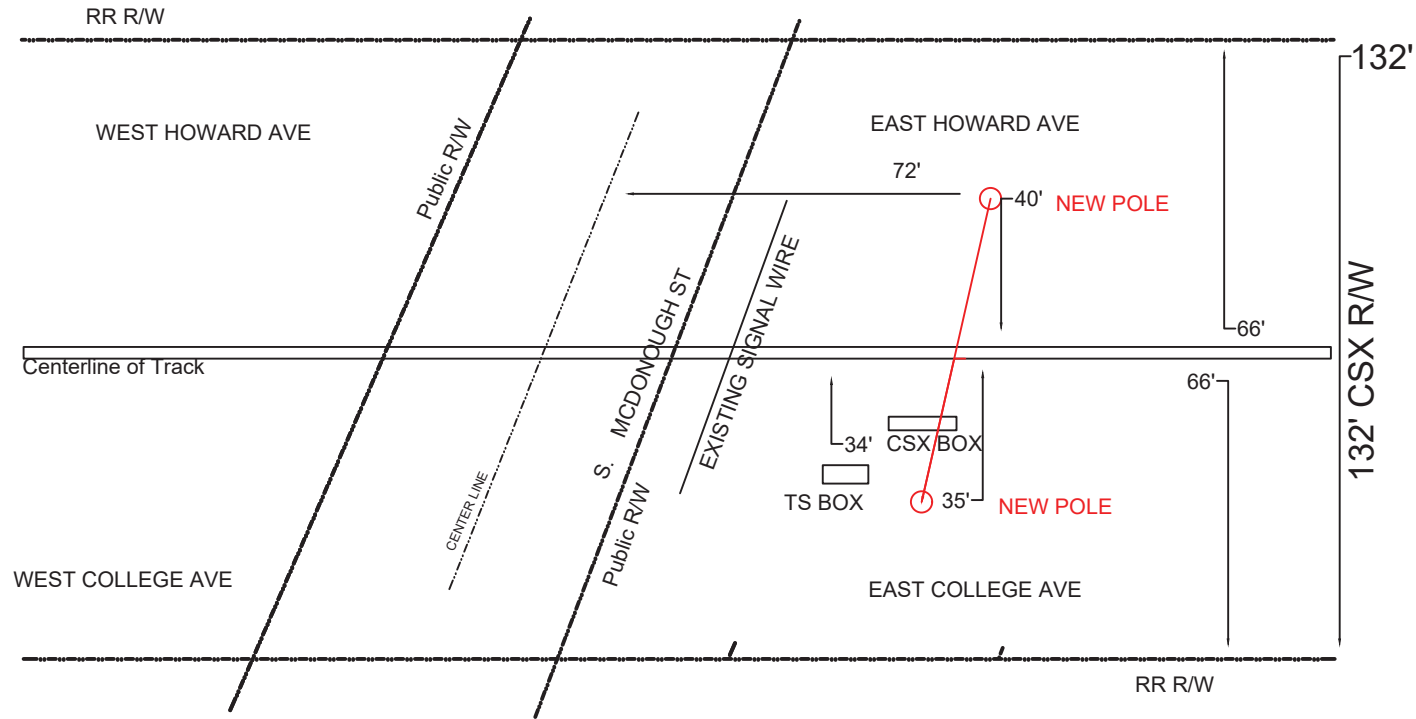 RR R/W
132'
WEST HOWARD AVE
Public R/W
EAST HOWARD AVE
72'
40'
NEW POLE
S. MCDONOUGH ST
EXISTING SIGNAL WIRE
66'
132' CSX R/W
Centerline of Track
66'
34'
CSX BOX
TS BOX
35'
NEW POLE
CENTER LINE
Public R/W
WEST COLLEGE AVE
EAST COLLEGE AVE
RR R/W